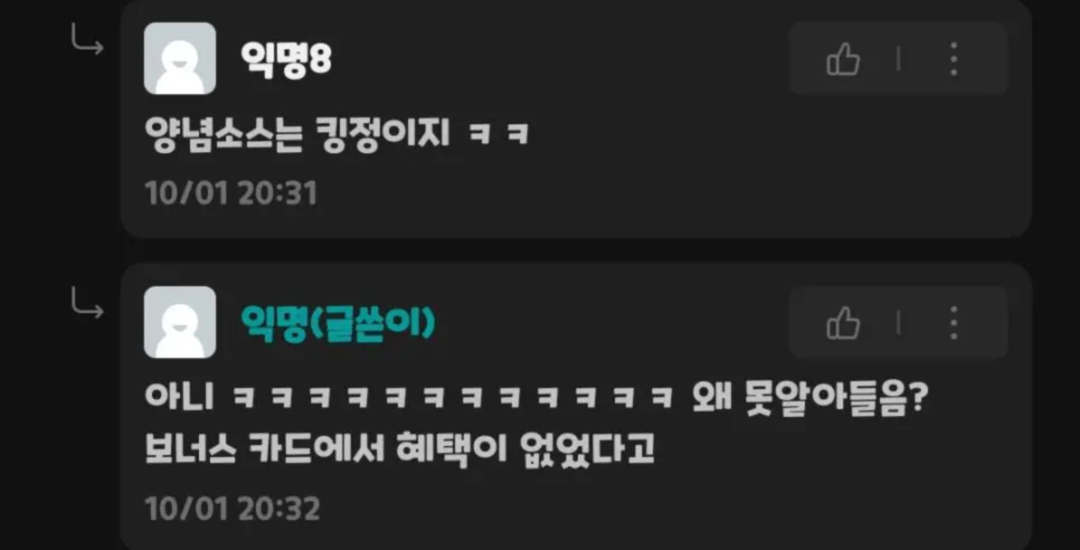 익명8
양념소스는 킹정이지 ㅋㅋ
10/01 20:31
익명(글쓴이)
아니 ㅋㅋㅋㅋㅋㅋㅋㅋㅋㅋㅋㅋ 왜 못알아들음?
보너스 카드에서 혜택이 없었다고
10/01 20:32